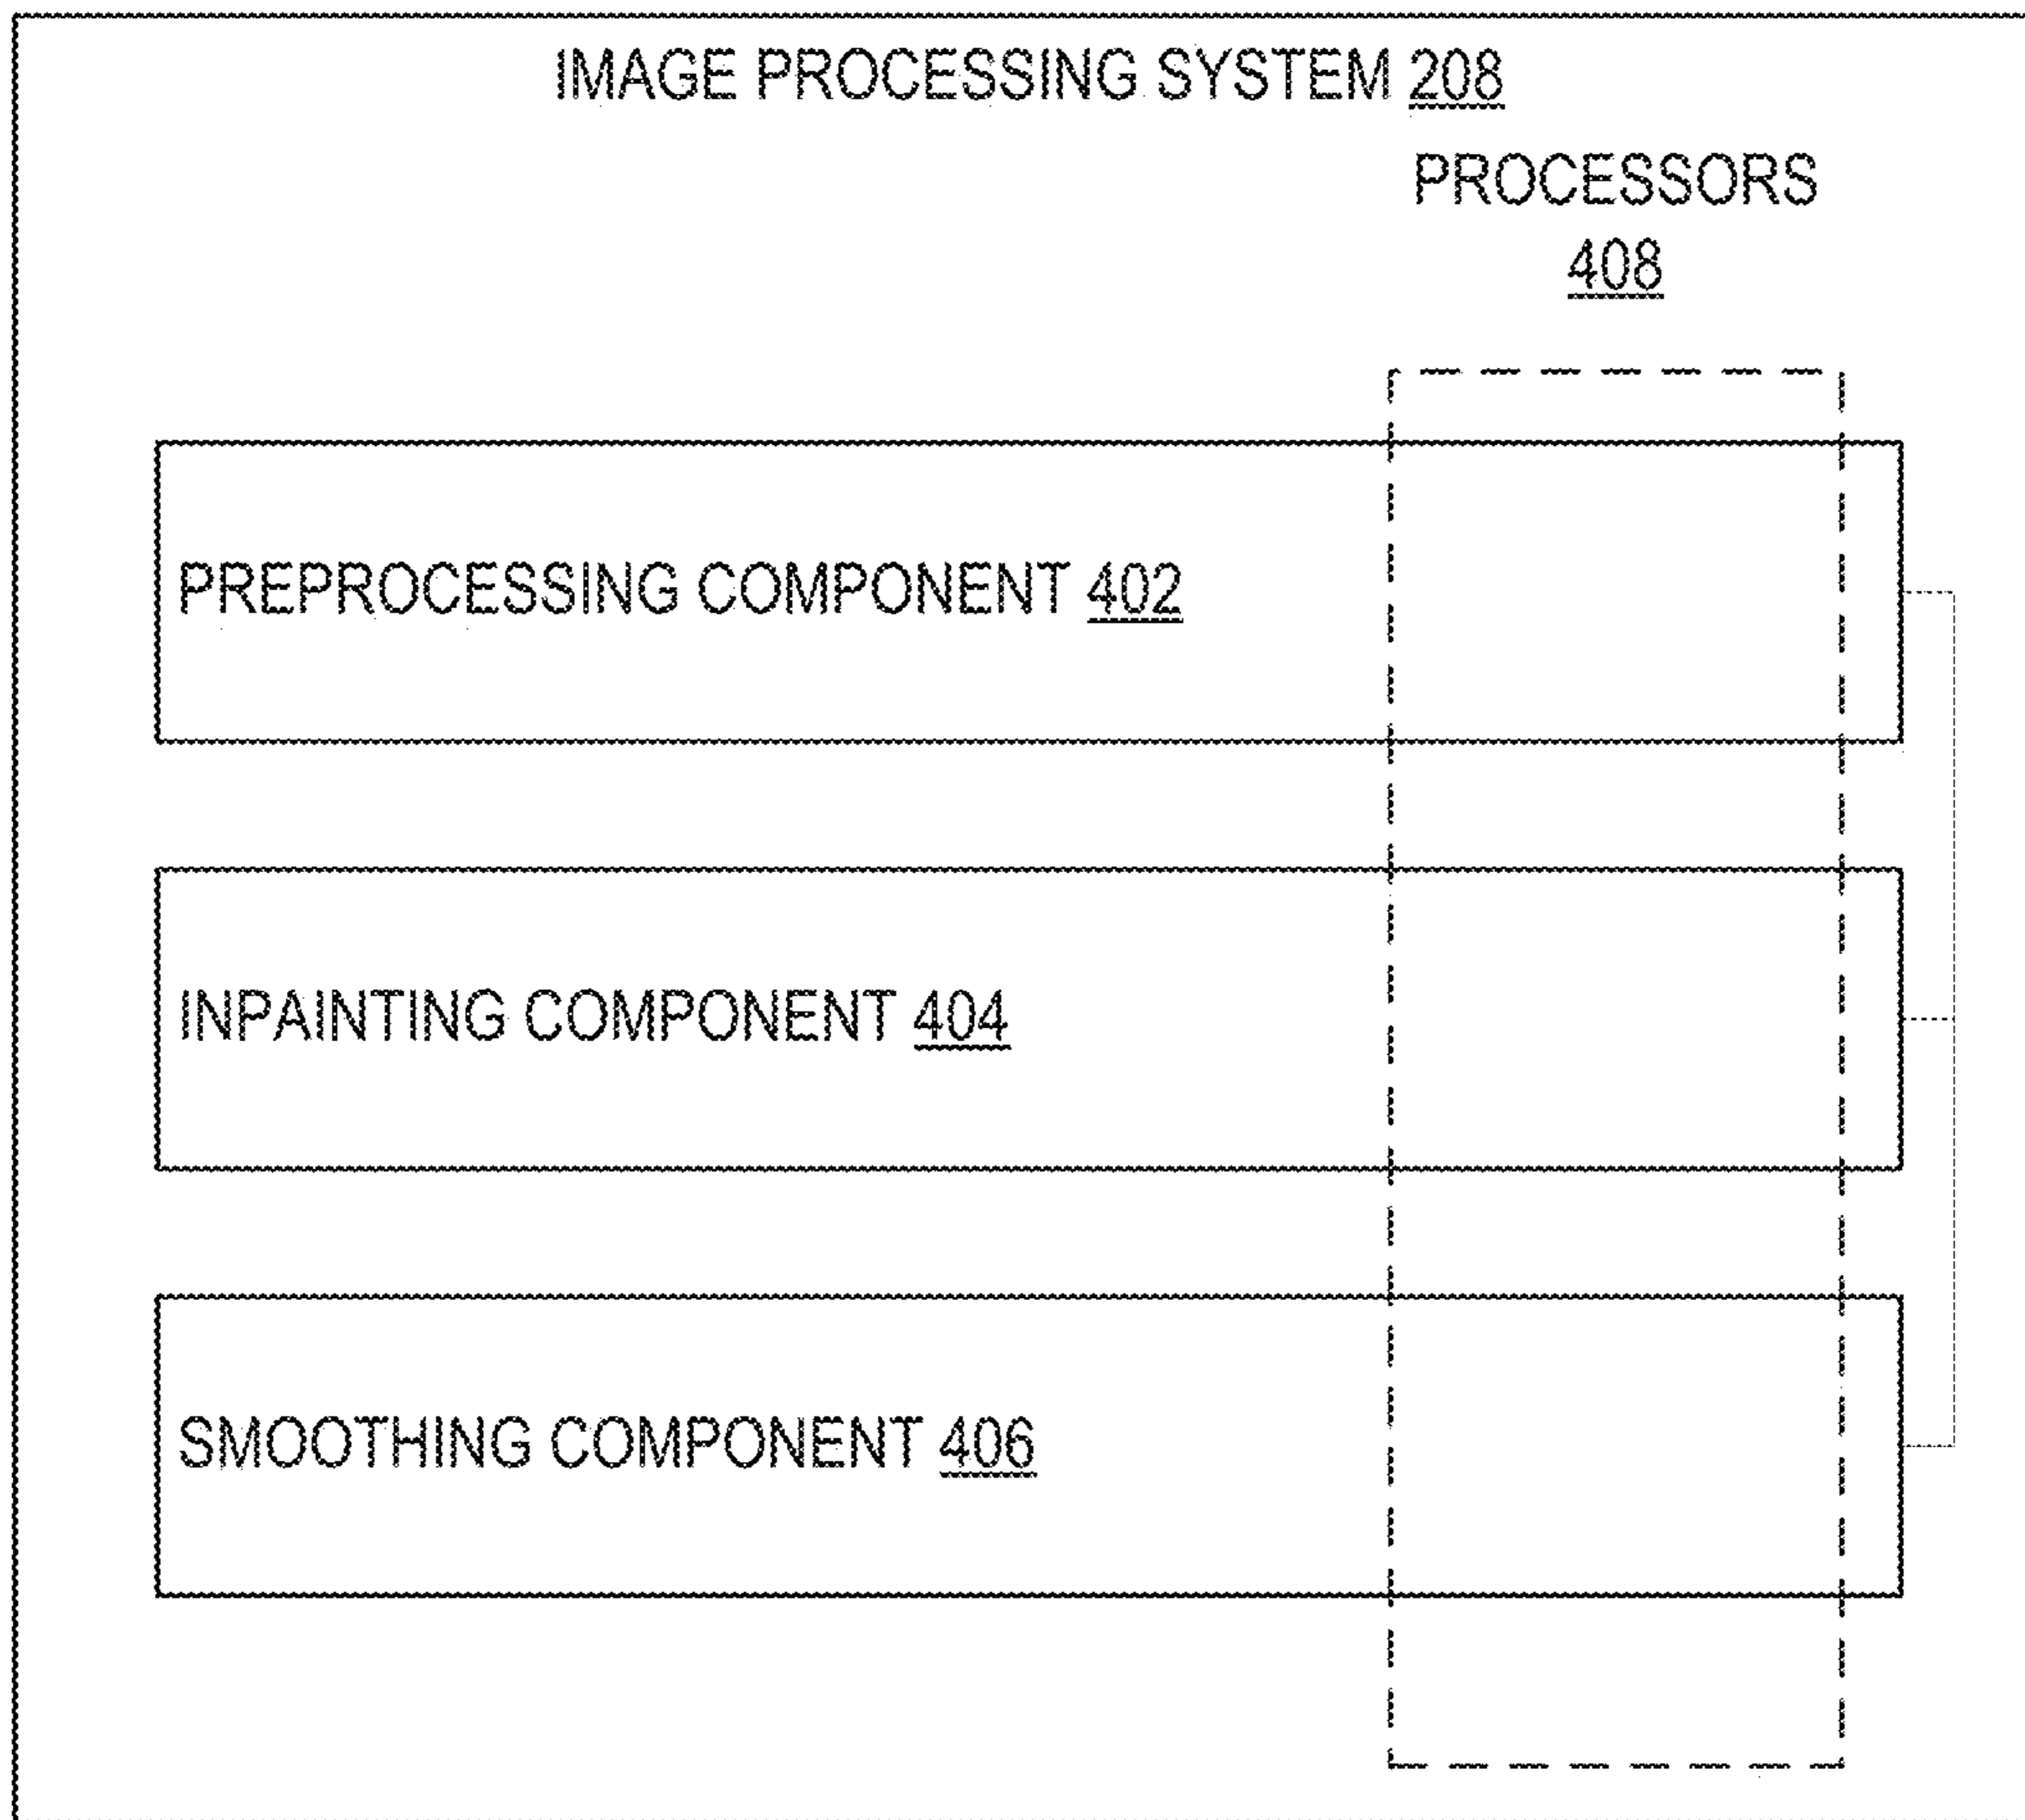 IMAGE PROCESSING SYSTEM 208
PROCESSORS
408
PREPROCESSING COMPONENT 402
INPAINTING COMPONENT 404
SMOOTHING COMPONENT 406